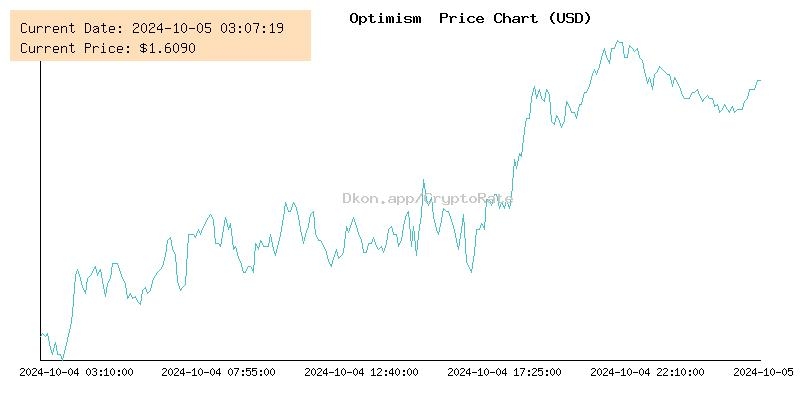 Optimism Price Chart (USD)
Current Date: 2024-10-05 03:07:19
Current Price: $1.6090
Dkon.app/CryptoRate
2024-10-04 03:10:00 2024-10-04 07:55:00 2024-10-04 12:40:00 2024-10-04 17:25:00 2024-10-04 22:10:00 2024-10-05